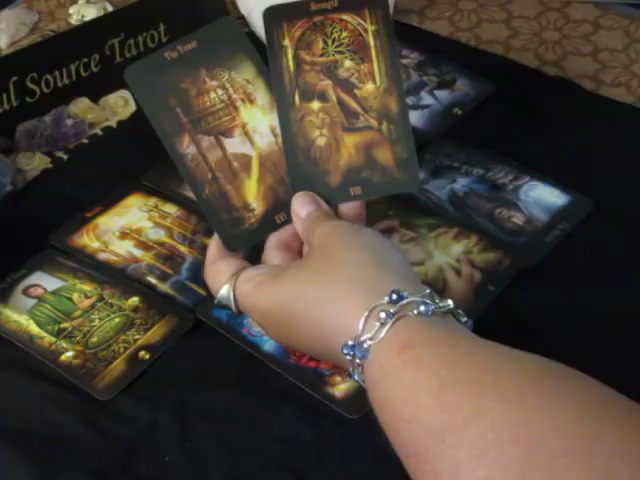 ul Source Tarot
The Tower
Strength
XVI
VIII